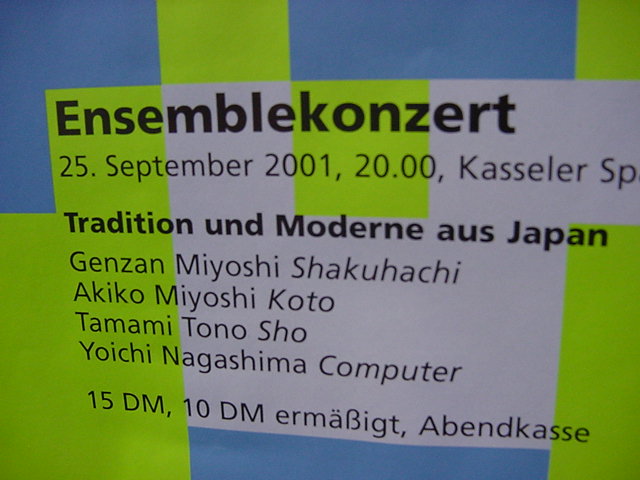 Ensemblekonzert
25. September 2001, 20.00, Kasseler
Tradition und Moderne aus Japan
Genzan Miyoshi Shakuhachi
Akiko Miyoshi Koto
Tamami Tono Sho
Yoichi Nagashima Computer
15 DM, 10 DM ermäßigt, Abendkasse